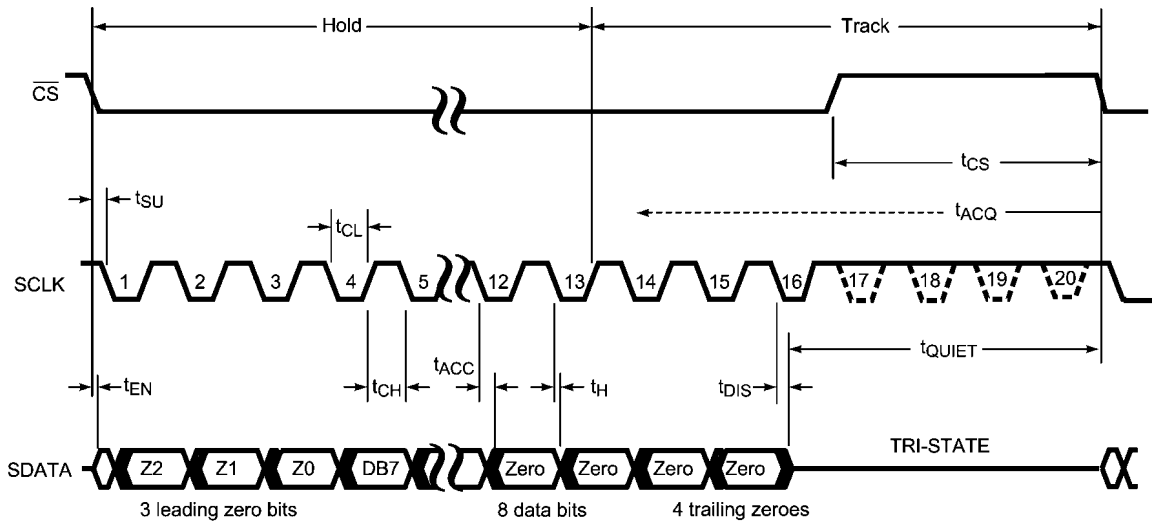 Hold Track
CS
tCS
tSU
tACQ
tCL
SCLK 1 2 3 4 5 12 13 14 15 16 17 18 19 20
tQUIET
tACC
tEN tCH tH tDIS
TRI-STATE
SDATA Z2 Z1 Z0 DB7 Zero Zero Zero Zero
3 leading zero bits 8 data bits 4 trailing zeroes